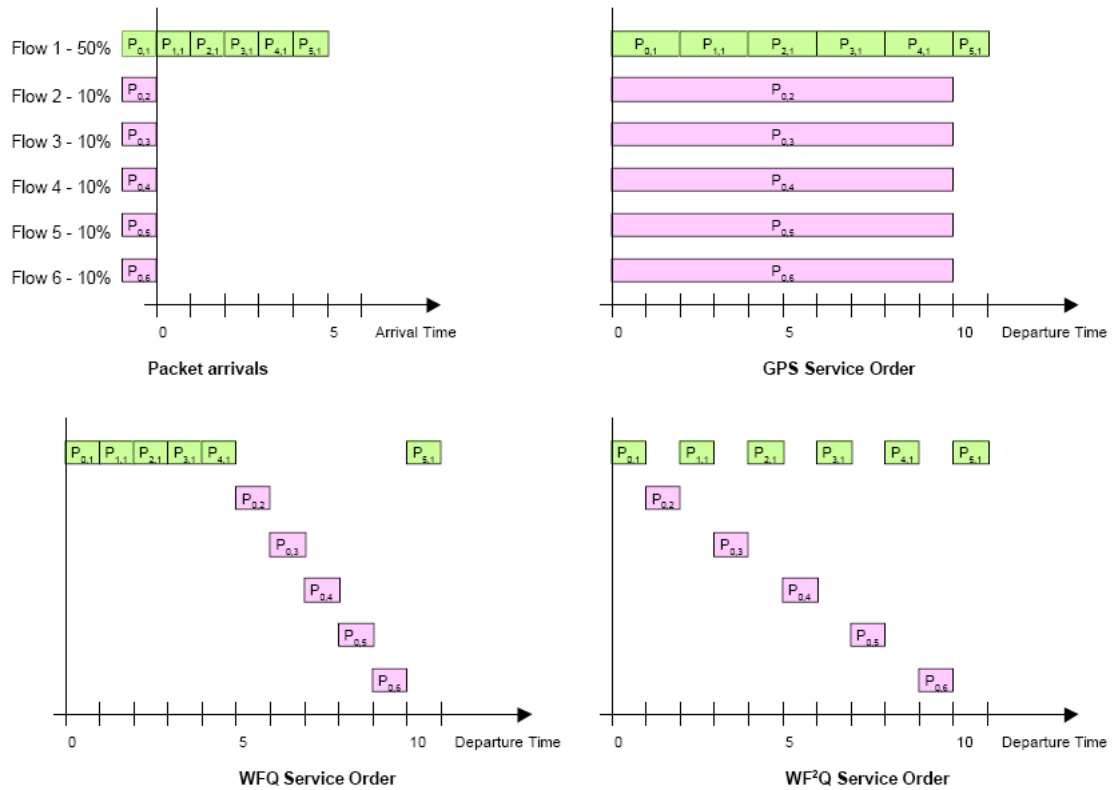 Flow 1 - 50%
P0,1 P1,1 P2,1 P3,1 P4,1 P5,1
Flow 2 - 10%
P0,2
Flow 3 - 10%
P0,3
Flow 4 - 10%
P0,4
Flow 5 - 10%
P0,5
Flow 6 - 10%
P0,6
0 5 Arrival Time
Packet arrivals
P0,1 P1,1 P2,1 P3,1 P4,1 P5,1
P0,2
P0,3
P0,4
P0,5
P0,6
0 5 10 Departure Time
GPS Service Order
P0,1 P1,1 P2,1 P3,1 P4,1 P5,1
P0,2
P0,3
P0,4
P0,5
P0,6
0 5 10 Departure Time
WFQ Service Order
P0,1 P1,1 P2,1 P3,1 P4,1 P5,1
P0,2
P0,3
P0,4
P0,5
P0,6
0 5 10 Departure Time
WF²Q Service Order